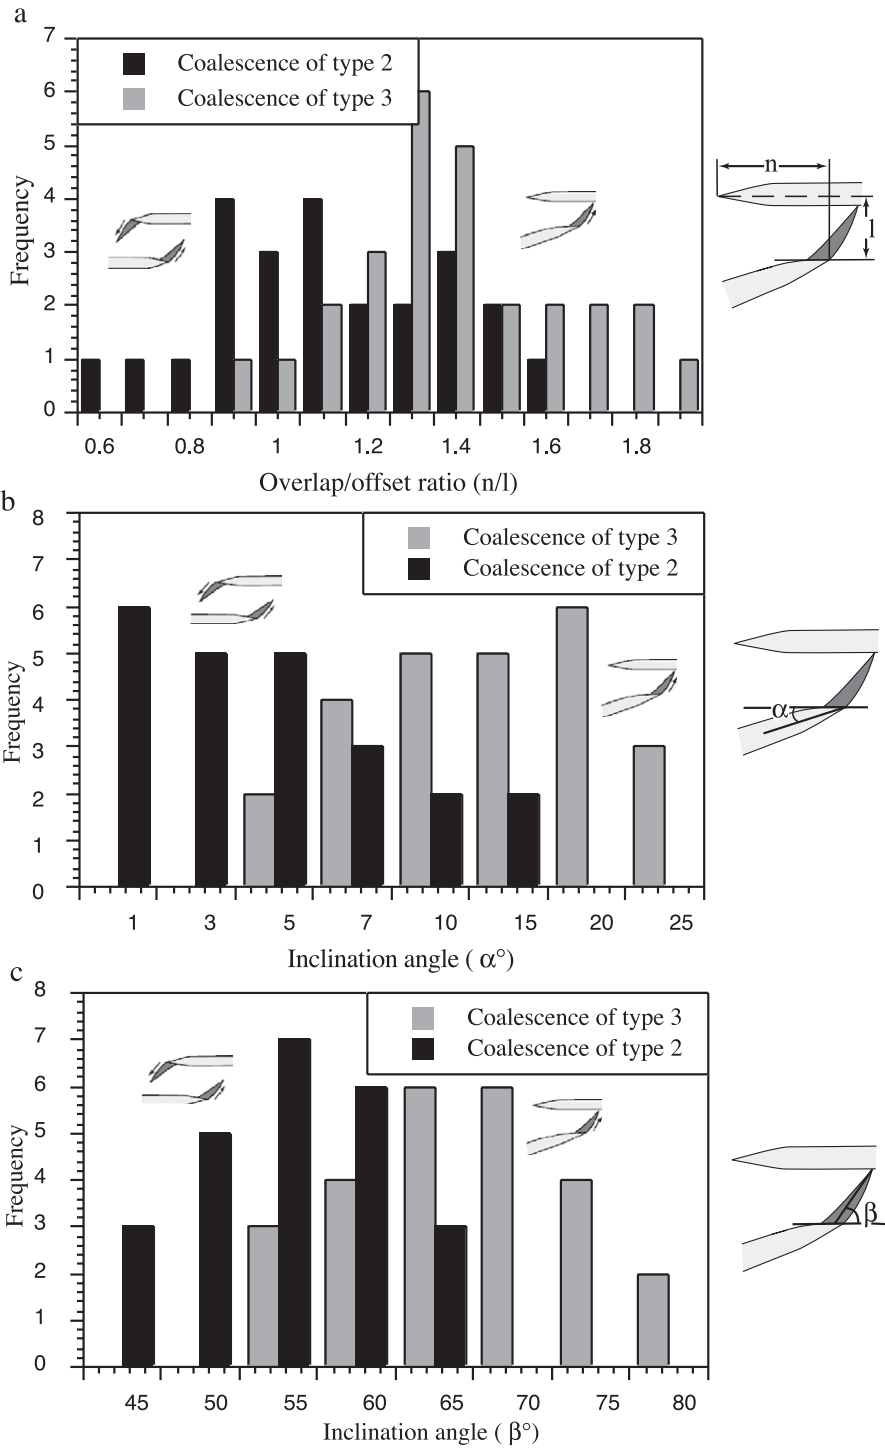 a
7
6
5
4
3
2
1
0
Frequency
Coalescence of type 2
Coalescence of type 3
n
l
0.6 0.8 1 1.2 1.4 1.6 1.8
Overlap/offset ratio (n/l)
b
8
7
6
5
4
3
2
1
0
Frequency
Coalescence of type 3
Coalescence of type 2
α
1 3 5 7 10 15 20 25
Inclination angle ( α°)
c
8
7
6
5
4
3
2
1
0
Frequency
Coalescence of type 3
Coalescence of type 2
β
45 50 55 60 65 70 75 80
Inclination angle ( β°)